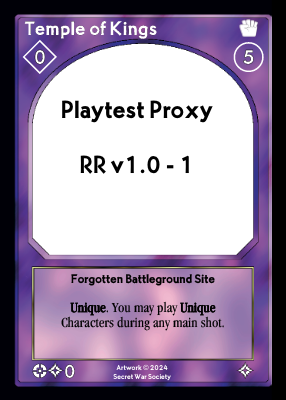 Temple of Kings
0
5
Playtest Proxy
RR v1.0 - 1
Forgotten Battleground Site
Unique. You may play Unique
Characters during any main shot.
0
Artwork © 2024
Secret War Society